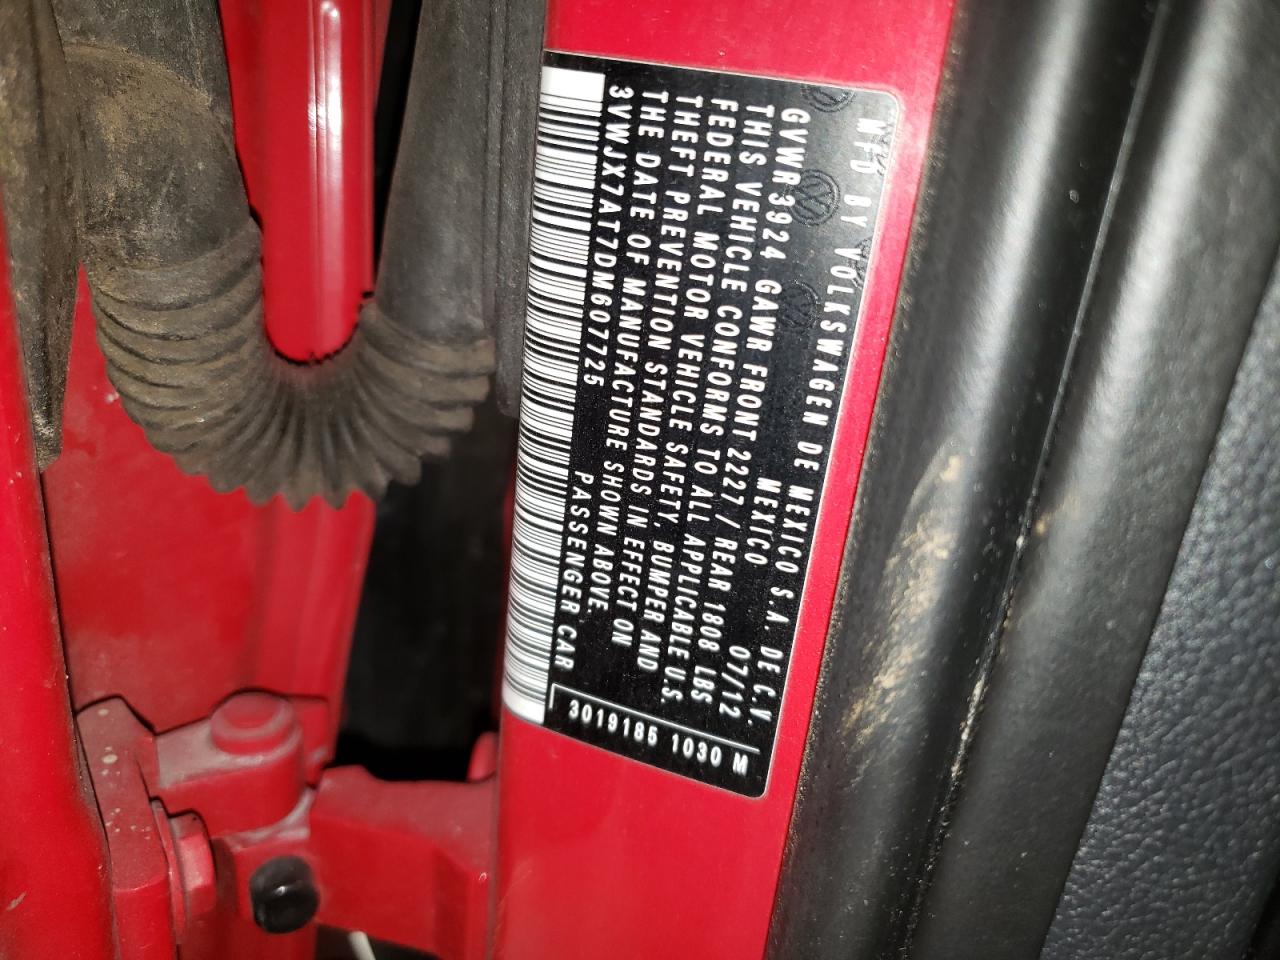 MFD BY VOLKSWAGEN DE MEXICO S.A. DE C.V.
MEXICO 07/12
GVWR 3924 GAWR FRONT 2227 / REAR 1808 LBS
THIS VEHICLE CONFORMS TO ALL APPLICABLE U.S.
FEDERAL MOTOR VEHICLE SAFETY, BUMPER AND
THEFT PREVENTION STANDARDS IN EFFECT ON
THE DATE OF MANUFACTURE SHOWN ABOVE.
3VWJX7AT7DM607725 PASSENGER CAR
3019185 1030 M